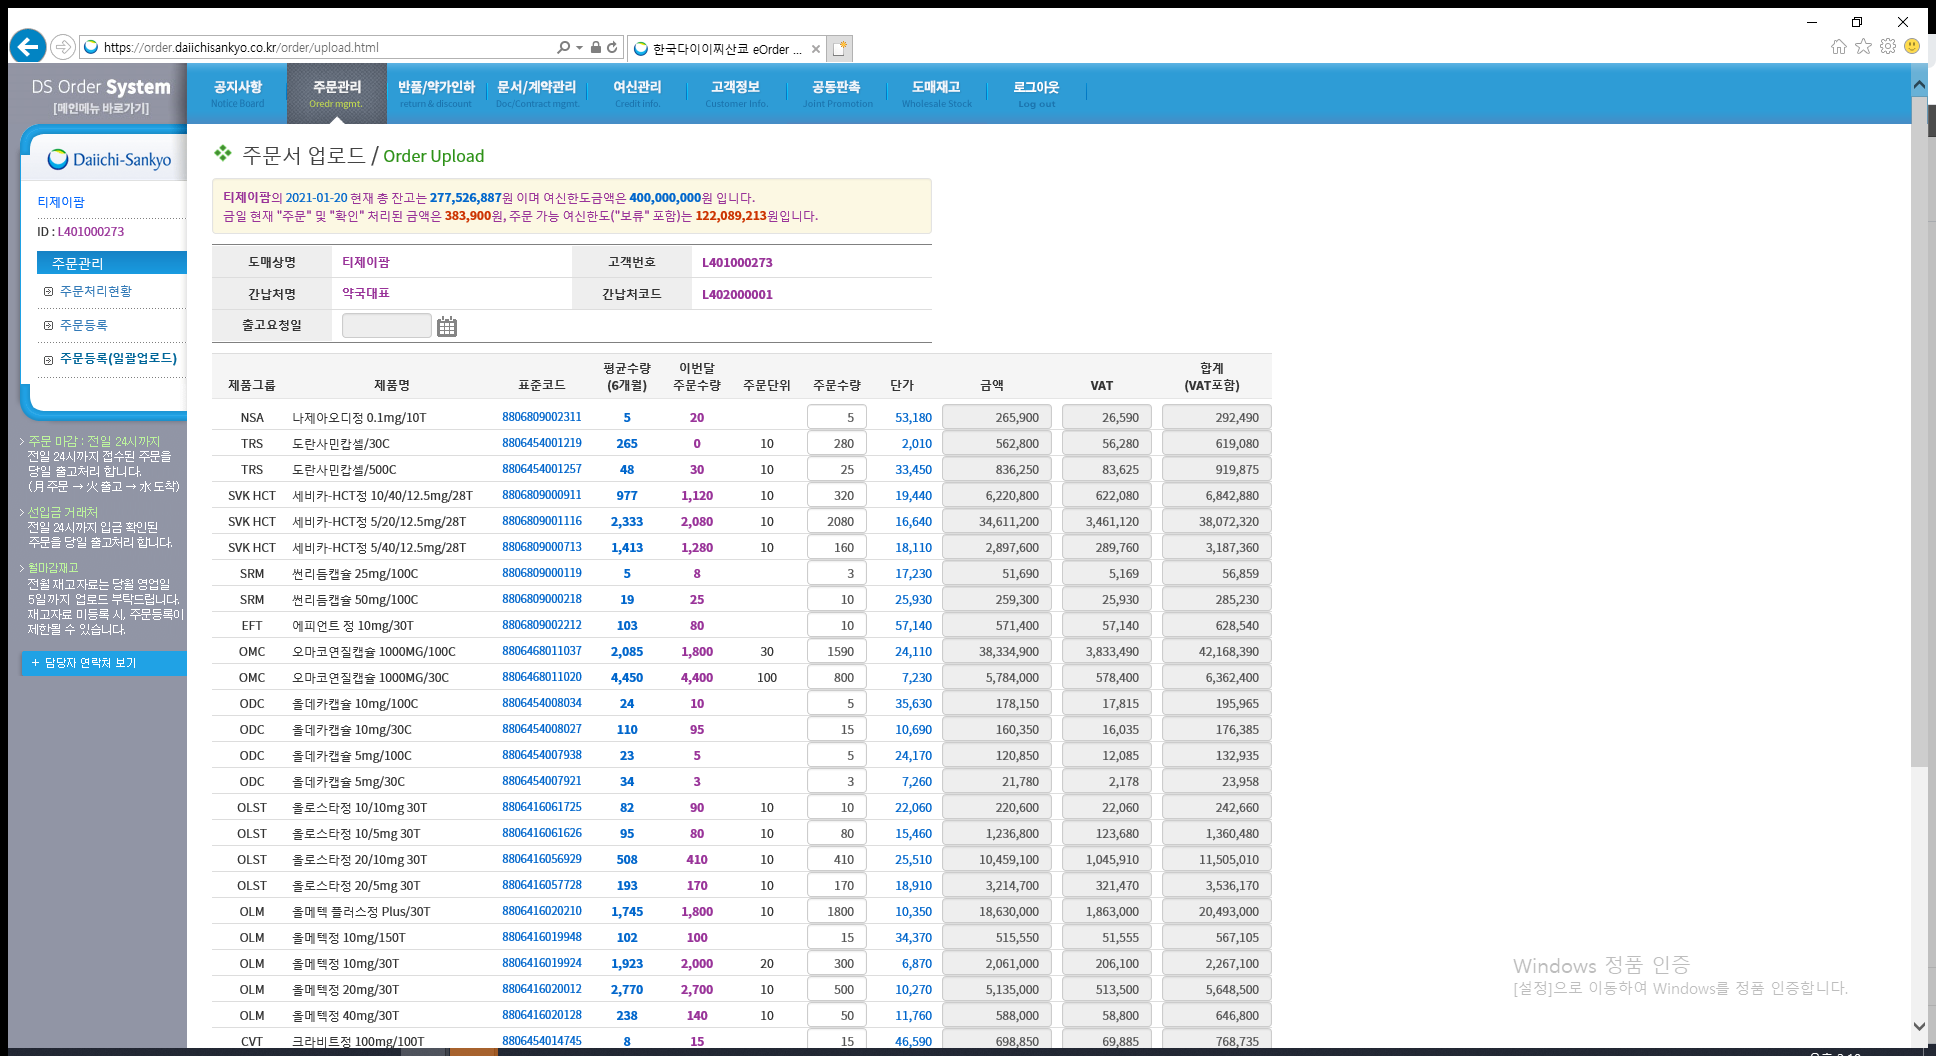 https://order.daiichisankyo.co.kr/order/upload.html
한국다이이찌산쿄 eOrder ...
DS Order System
[메인메뉴 바로가기]
공지사항 주문관리 반품/약가인하 문서/계약관리 여신관리 고객정보 공동판촉 도매재고 로그아웃
Notice Board Oredr mgmt. return & discount Doc/Contract mgmt. Credit info. Customer Info. Joint Promotion Wholesale Stock Log out
Daiichi-Sankyo
티제이팜
ID : L401000273
주문관리
주문처리현황
주문등록
주문등록(일괄업로드)
> 주문 마감 : 전일 24시까지
전일 24시까지 접수된 주문을
당일 출고처리 합니다.
(月주문 → 火출고 → 水도착)
> 선입금 거래처
전일 24시까지 입금 확인된
주문을 당일 출고처리 합니다.
> 월마감재고
전월 재고자료는 당월 영업일
5일까지 업로드 부탁드립니다.
재고자료 미등록 시, 주문등록이
제한될 수 있습니다.
+ 담당자 연락처 보기
주문서 업로드 / Order Upload
티제이팜의 2021-01-20 현재 총 잔고는 277,526,887원 이며 여신한도금액은 400,000,000원 입니다.
금일 현재 "주문" 및 "확인" 처리된 금액은 383,900원, 주문 가능 여신한도("보류" 포함)는 122,089,213원입니다.
도매상명 티제이팜 고객번호 L401000273
간납처명 약국대표 간납처코드 L402000001
출고요청일
제품그룹 제품명 표준코드 평균수량 (6개월) 이번달 주문수량 주문단위 주문수량 단가 금액 VAT 합계 (VAT포함)
NSA 나제아오디정 0.1mg/10T 8806809002311 5 20 5 53,180 265,900 26,590 292,490
TRS 도란사민캅셀/30C 8806454001219 265 0 10 280 2,010 562,800 56,280 619,080
TRS 도란사민캅셀/500C 8806454001257 48 30 10 25 33,450 836,250 83,625 919,875
SVK HCT 세비카-HCT정 10/40/12.5mg/28T 8806809000911 977 1,120 10 320 19,440 6,220,800 622,080 6,842,880
SVK HCT 세비카-HCT정 5/20/12.5mg/28T 8806809001116 2,333 2,080 10 2080 16,640 34,611,200 3,461,120 38,072,320
SVK HCT 세비카-HCT정 5/40/12.5mg/28T 8806809000713 1,413 1,280 10 160 18,110 2,897,600 289,760 3,187,360
SRM 썬리듬캡슐 25mg/100C 8806809000119 5 8 3 17,230 51,690 5,169 56,859
SRM 썬리듬캡슐 50mg/100C 8806809000218 19 25 10 25,930 259,300 25,930 285,230
EFT 에피언트 정 10mg/30T 8806809002212 103 80 10 57,140 571,400 57,140 628,540
OMC 오마코연질캡슐 1000MG/100C 8806468011037 2,085 1,800 30 1590 24,110 38,334,900 3,833,490 42,168,390
OMC 오마코연질캡슐 1000MG/30C 8806468011020 4,450 4,400 100 800 7,230 5,784,000 578,400 6,362,400
ODC 올데카캡슐 10mg/100C 8806454008034 24 10 5 35,630 178,150 17,815 195,965
ODC 올데카캡슐 10mg/30C 8806454008027 110 95 15 10,690 160,350 16,035 176,385
ODC 올데카캡슐 5mg/100C 8806454007938 23 5 5 24,170 120,850 12,085 132,935
ODC 올데카캡슐 5mg/30C 8806454007921 34 3 3 7,260 21,780 2,178 23,958
OLST 올로스타정 10/10mg 30T 8806416061725 82 90 10 10 22,060 220,600 22,060 242,660
OLST 올로스타정 10/5mg 30T 8806416061626 95 80 10 80 15,460 1,236,800 123,680 1,360,480
OLST 올로스타정 20/10mg 30T 8806416056929 508 410 10 410 25,510 10,459,100 1,045,910 11,505,010
OLST 올로스타정 20/5mg 30T 8806416057728 193 170 10 170 18,910 3,214,700 321,470 3,536,170
OLM 올메텍 플러스정 Plus/30T 8806416020210 1,745 1,800 10 1800 10,350 18,630,000 1,863,000 20,493,000
OLM 올메텍정 10mg/150T 8806416019948 102 100 15 34,370 515,550 51,555 567,105
OLM 올메텍정 10mg/30T 8806416019924 1,923 2,000 20 300 6,870 2,061,000 206,100 2,267,100
OLM 올메텍정 20mg/30T 8806416020012 2,770 2,700 10 500 10,270 5,135,000 513,500 5,648,500
OLM 올메텍정 40mg/30T 8806416020128 238 140 10 50 11,760 588,000 58,800 646,800
CVT 크라비트정 100mg/100T 8806454014745 8 15 15 46,590 698,850 69,885 768,735
Windows 정품 인증
[설정]으로 이동하여 Windows를 정품 인증합니다.